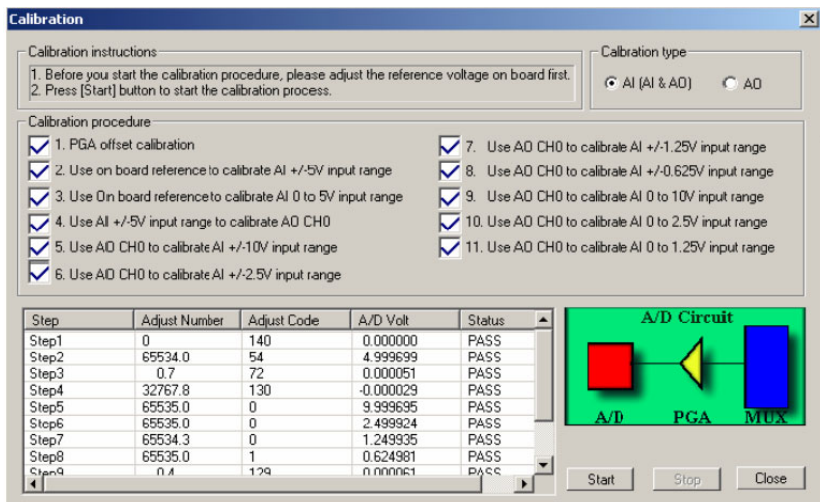 Calibration
Calibration instructions
1. Before you start the calibration procedure, please adjust the reference voltage on board first.
2. Press [Start] button to start the calibration process.
Calbration type
AI (AI & AO)
AO
Calibration procedure
1. PGA offset calibration
2. Use on board reference to calibrate AI +/-5V input range
3. Use On board reference to calibrate AI 0 to 5V input range
4. Use AII +/-5V input range to calibrate AO CH0
5. Use AIO CH0 to calibrate AI +/-10V input range
6. Use AIO CH0 to calibrate AI +/-2.5V input range
7. Use AO CH0 to calibrate AI +/-1.25V input range
8. Use AO CH0 to calibrate AI +/-0.625V input range
9. Use AO CH0 to calibrate AI 0 to 10V input range
10. Use AO CH0 to calibrate AI 0 to 2.5V input range
11. Use AO CH0 to calibrate AI 0 to 1.25V input range
Step Adjust Number Adjust Code A/D Volt Status
Step1 0 140 0.000000 PASS
Step2 65534.0 54 4.999699 PASS
Step3 0.7 72 0.000051 PASS
Step4 32767.8 130 -0.000029 PASS
Step5 65535.0 0 9.999695 PASS
Stop6 65535.0 0 2.499924 PASS
Step7 65534.3 0 1.249935 PASS
Step8 65535.0 1 0.624981 PASS
Step9 0.4 129 0.000061 PASS
A/D Circuit
A/D PGA MUX
Start Stop Close